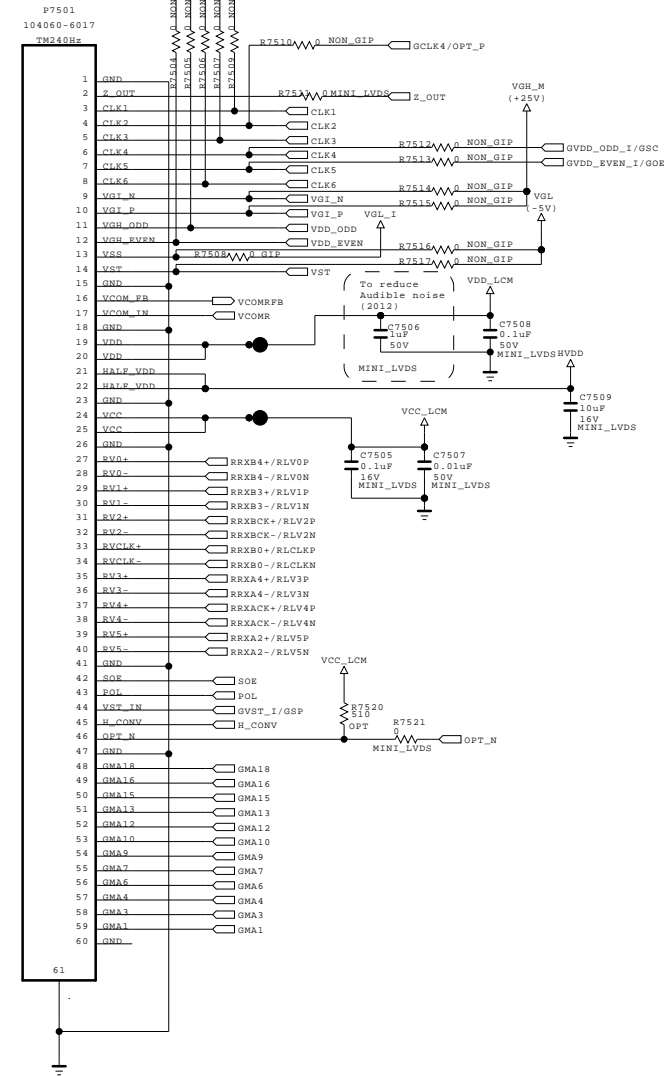 P7501
104060-6017
TM240Hz
R7504 0 NON
R7505 0 NON
R7506 0 NON
R7507 0 NON
R7509 0 NON
R7510 0 NON_GIP GCLK4/OPT_P
1 GND
2 Z_OUT R7511 0 MINI_LVDS Z_OUT
3 CLK1 CLK1
4 CLK2 CLK2
5 CLK3 CLK3
6 CLK4 CLK4
7 CLK5 CLK5
8 CLK6 CLK6
9 VGI_N VGI_N
10 VGI_P VGI_P
11 VGH_ODD VDD_ODD
12 VGH_EVEN VDD_EVEN
13 VSS R7508 0 GIP VGL_I
14 VST VST
15 GND
16 VCOM_FB VCOMRFB
17 VCOM_IN VCOMR
18 GND
19 VDD
20 VDD
21 HALF_VDD
22 HALF_VDD
23 GND
24 VCC
25 VCC
26 GND
27 RV0+ RRXB4+/RLV0P
28 RV0- RRXB4-/RLV0N
29 RV1+ RRXB3+/RLV1P
30 RV1- RRXB3-/RLV1N
31 RV2+ RRXBCK+/RLV2P
32 RV2- RRXBCK-/RLV2N
33 RVCLK+ RRXB0+/RLCLKP
34 RVCLK- RRXB0-/RLCLKN
35 RV3+ RRXA4+/RLV3P
36 RV3- RRXA4-/RLV3N
37 RV4+ RRXACK+/RLV4P
38 RV4- RRXACK-/RLV4N
39 RV5+ RRXA2+/RLV5P
40 RV5- RRXA2-/RLV5N
41 GND
42 SOE SOE
43 POL POL
44 VST_IN GVST_I/GSP
45 H_CONV H_CONV
46 OPT_N
47 GND
48 GMA18 GMA18
49 GMA16 GMA16
50 GMA15 GMA15
51 GMA13 GMA13
52 GMA12 GMA12
53 GMA10 GMA10
54 GMA9 GMA9
55 GMA7 GMA7
56 GMA6 GMA6
57 GMA4 GMA4
58 GMA3 GMA3
59 GMA1 GMA1
60 GND
61
VGH_M
(+25V)
R7512 0 NON_GIP GVDD_ODD_I/GSC
R7513 0 NON_GIP GVDD_EVEN_I/GOE
R7514 0 NON_GIP
R7515 0 NON_GIP
VGL
(-5V)
R7516 0 NON_GIP
R7517 0 NON_GIP
To reduce
Audible noise
(2012)
C7506
1uF
50V
MINI_LVDS
VDD_LCM
C7508
0.1uF
50V
MINI_LVDS
HVDD
C7509
10uF
16V
MINI_LVDS
VCC_LCM
C7505
0.1uF
16V
MINI_LVDS
C7507
0.01uF
50V
MINI_LVDS
VCC_LCM
R7520
510
OPT
R7521
0
MINI_LVDS
OPT_N